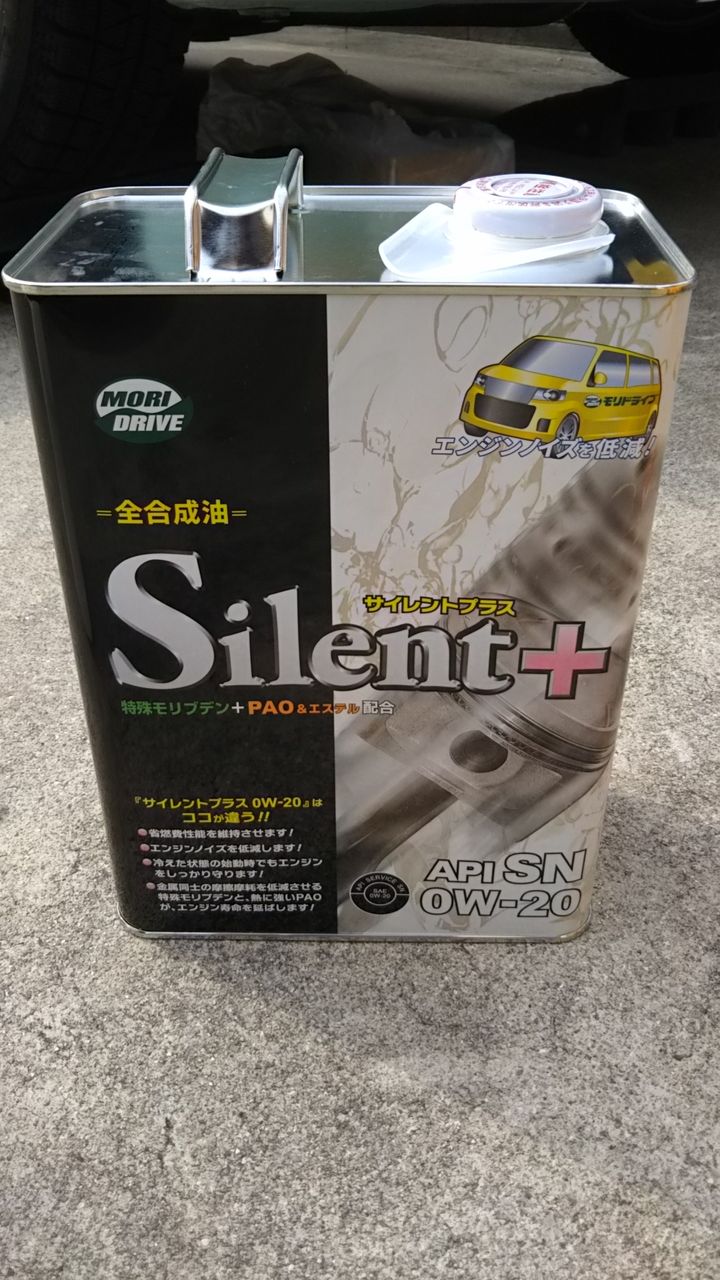 MORI
DRIVE
モリドライブ
エンジンノイズを低減!
=全合成油=
サイレントプラス
Silent+
特殊モリブデン+PAO&エステル配合
『サイレントプラス 0W-20』は
ココが違う!!
●省燃費性能を維持させます!
●エンジンノイズを低減します!
●冷えた状態の始動時でもエンジン
をしっかり守ります!
●金属同士の摩擦摩耗を低減させる
特殊モリブデンと、熱に強いPAO
が、エンジン寿命を延ばします!
API SERVICE SN
SAE
0W-20
API SN
0W-20